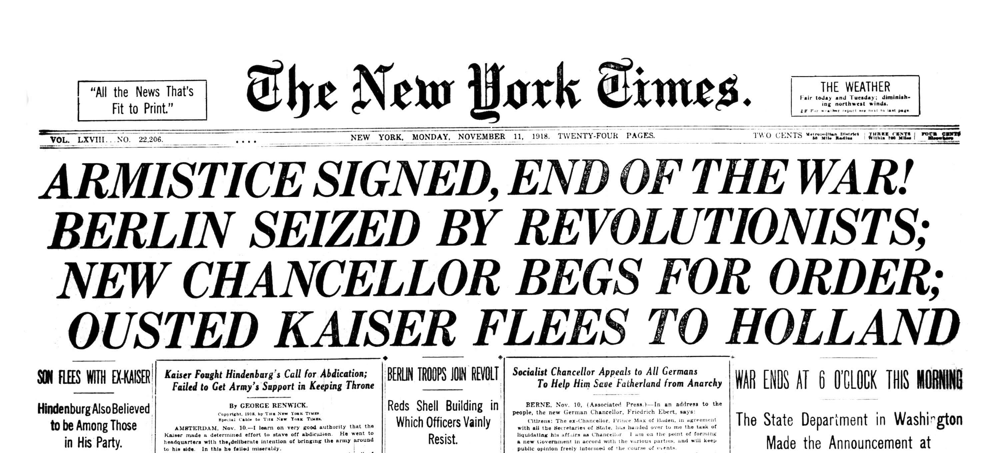 "All the News That's
Fit to Print."
The New York Times.
THE WEATHER
Fair today and Tuesday; diminish-
ing northwest winds.
For weather report see next to last page.
VOL. LXVIII...NO. 22,206.
....
NEW YORK, MONDAY, NOVEMBER 11, 1918. TWENTY-FOUR PAGES.
TWO CENTS Metropolitan District 50 Mile Radius | THREE CENTS Within 200 Miles | FOUR CENTS Elsewhere
ARMISTICE SIGNED, END OF THE WAR!
BERLIN SEIZED BY REVOLUTIONISTS;
NEW CHANCELLOR BEGS FOR ORDER;
OUSTED KAISER FLEES TO HOLLAND
SON FLEES WITH EX-KAISER
Hindenburg Also Believed
to be Among Those
in His Party.
Kaiser Fought Hindenburg's Call for Abdication;
Failed to Get Army's Support in Keeping Throne
By GEORGE RENWICK.
Copyright, 1918, by THE NEW YORK TIMES.
Special Cable to THE NEW YORK TIMES.
AMSTERDAM, Nov. 10.—I learn on very good authority that the
Kaiser made a determined effort to stave off abdication. He went to
headquarters with the deliberate intention of bringing the army around
to his side. In this he failed miserably.
BERLIN TROOPS JOIN REVOLT
Reds Shell Building in
Which Officers Vainly
Resist.
Socialist Chancellor Appeals to All Germans
To Help Him Save Fatherland from Anarchy
BERNE, Nov. 10, (Associated Press.)—In an address to the
people, the new German Chancellor, Friedrich Ebert, says:
Citizens: The ex-Chancellor, Prince Max of Baden, in agreement
with all the Secretaries of State, has handed over to me the task of
liquidating his affairs as Chancellor I am on the point of forming
a new Government in accord with the various parties, and will keep
public opinion freely informed of the course of events.
WAR ENDS AT 6 O'CLOCK THIS MORNING
The State Department in Washington
Made the Announcement at